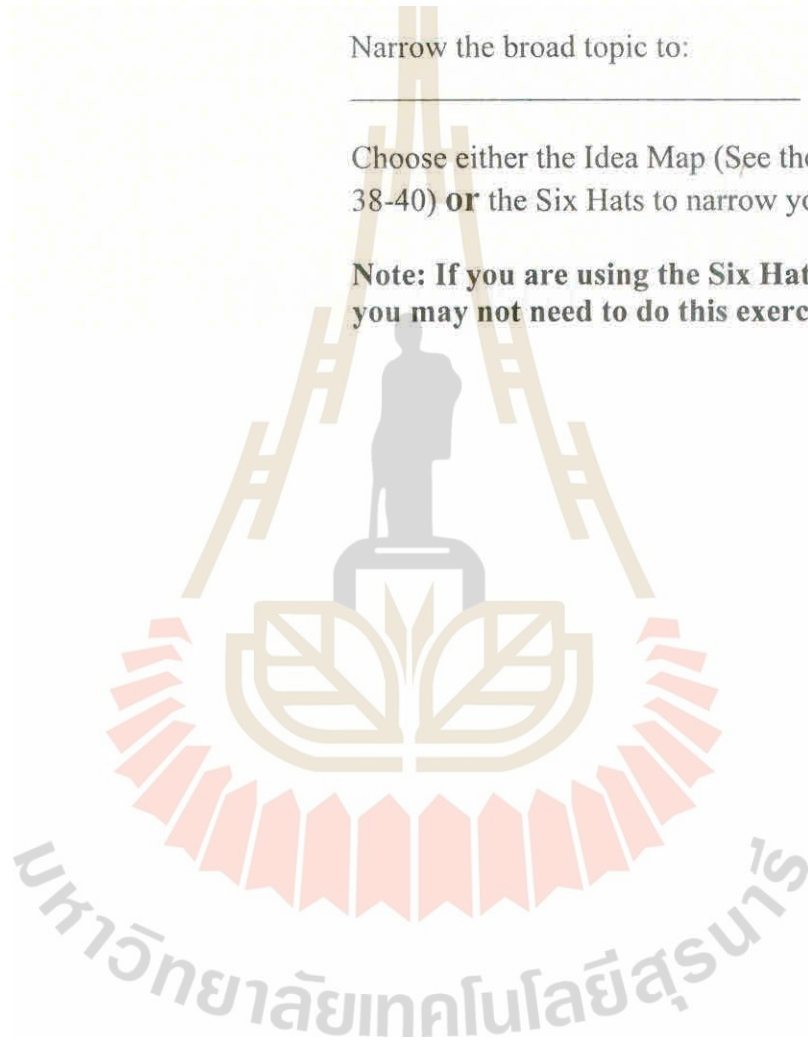 Narrow the broad topic to:
Choose either the Idea Map (See the
38-40) or the Six Hats to narrow yo
Note: If you are using the Six Hat
you may not need to do this exerc
มหาวิทยาลัยเทคโนโลยีสุรนารี